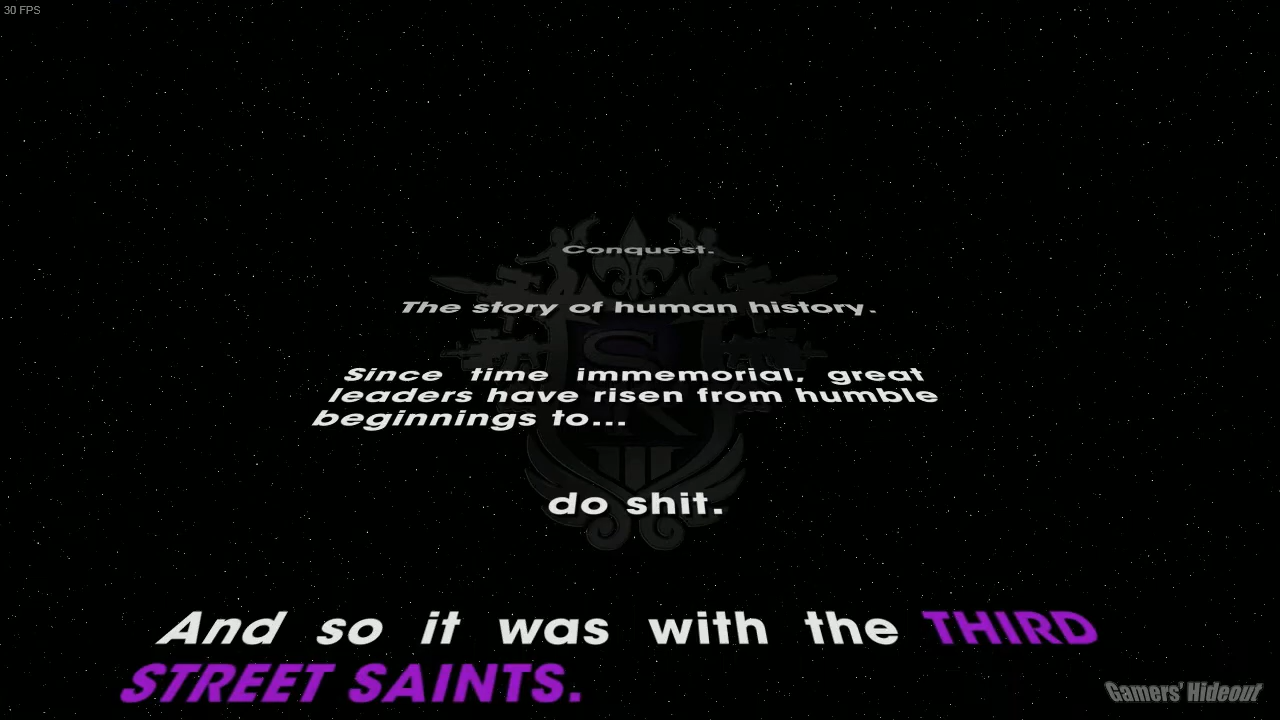 30 FPS
Conquest.
The story of human history.
Since time immemorial, great
leaders have risen from humble
beginnings to...
do shit.
And so it was with the THIRD
STREET SAINTS.
Gamers' Hideout